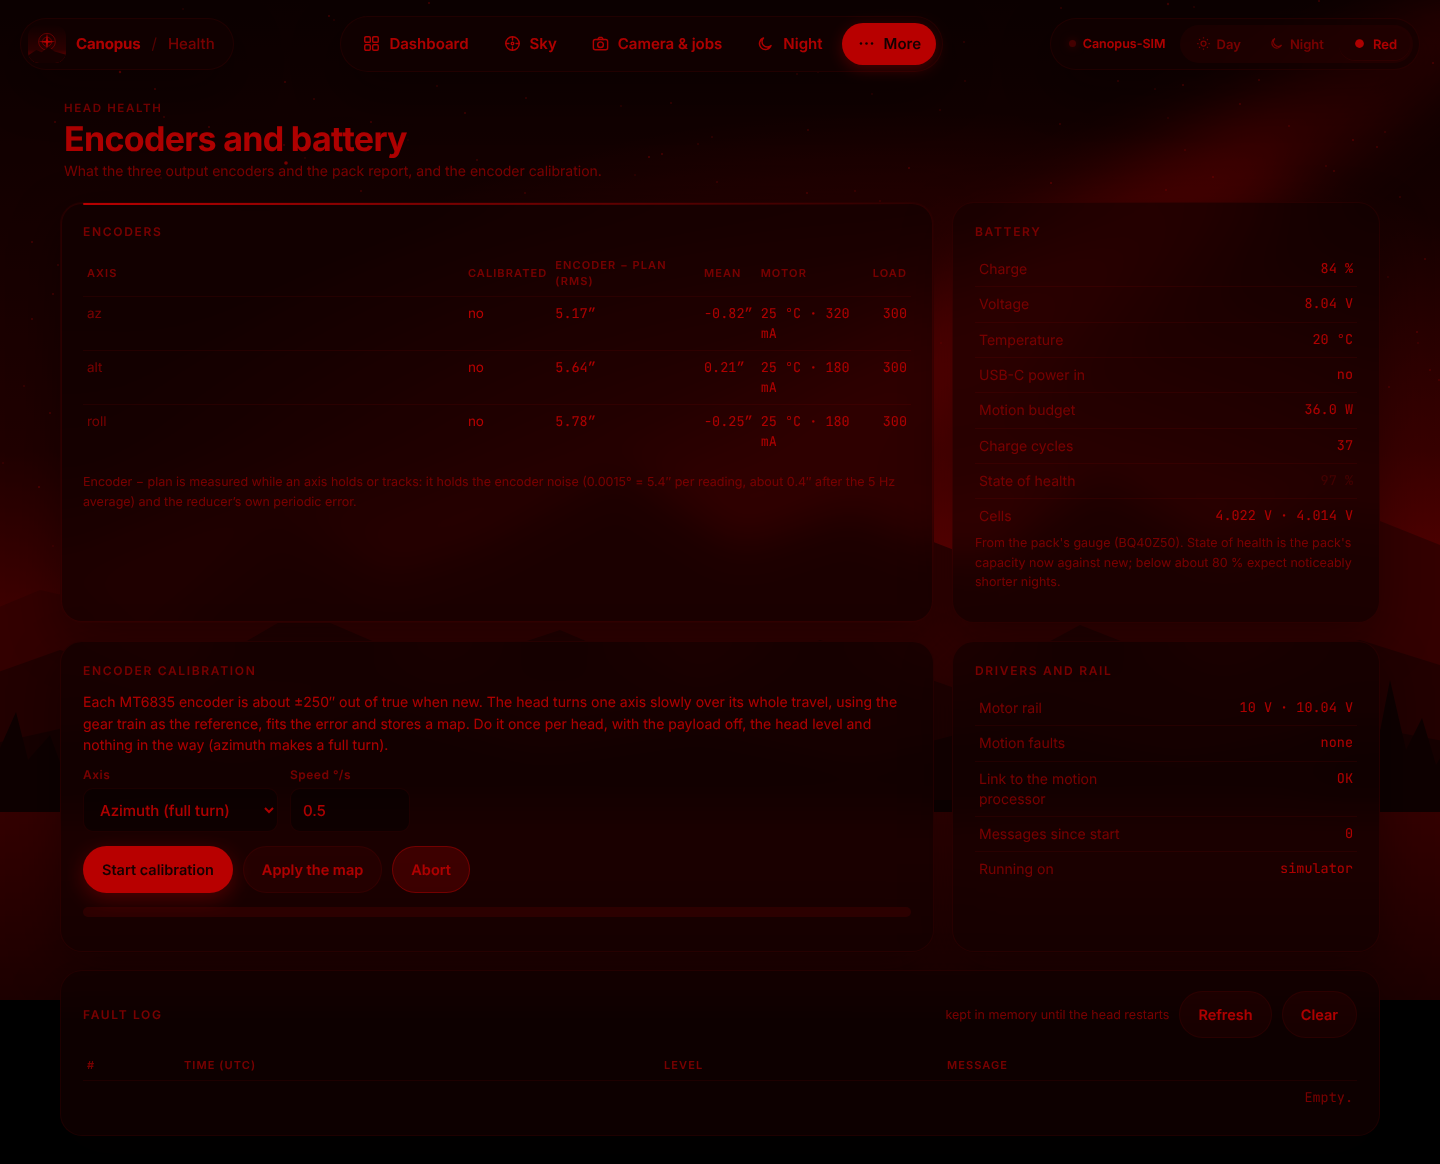 Canopus / Health
Dashboard
Sky
Camera & jobs
Night
··· More
Canopus-SIM
Day
Night
Red
HEAD HEALTH
Encoders and battery
What the three output encoders and the pack report, and the encoder calibration.
ENCODERS
AXIS CALIBRATED ENCODER − PLAN (RMS) MEAN MOTOR LOAD
az no 5.17″ -0.82″ 25 °C · 320 mA 300
alt no 5.64″ 0.21″ 25 °C · 180 mA 300
roll no 5.78″ -0.25″ 25 °C · 180 mA 300
Encoder − plan is measured while an axis holds or tracks: it holds the encoder noise (0.0015° = 5.4″ per reading, about 0.4″ after the 5 Hz
average) and the reducer's own periodic error.
BATTERY
Charge 84 %
Voltage 8.04 V
Temperature 20 °C
USB-C power in no
Motion budget 36.0 W
Charge cycles 37
State of health 97 %
Cells 4.022 V · 4.014 V
From the pack's gauge (BQ40Z50). State of health is the pack's
capacity now against new; below about 80 % expect noticeably
shorter nights.
ENCODER CALIBRATION
Each MT6835 encoder is about ±250″ out of true when new. The head turns one axis slowly over its whole travel, using the
gear train as the reference, fits the error and stores a map. Do it once per head, with the payload off, the head level and
nothing in the way (azimuth makes a full turn).
Axis Speed °/s
Azimuth (full turn) 0.5
Start calibration Apply the map Abort
DRIVERS AND RAIL
Motor rail 10 V · 10.04 V
Motion faults none
Link to the motion processor OK
Messages since start 0
Running on simulator
FAULT LOG
kept in memory until the head restarts
Refresh
Clear
# TIME (UTC) LEVEL MESSAGE
Empty.